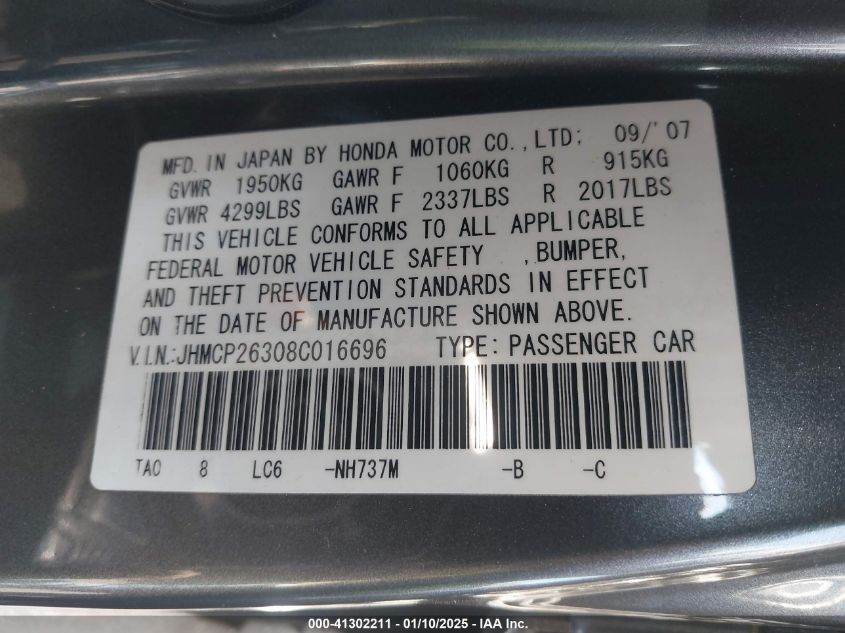 MFD. IN JAPAN BY HONDA MOTOR CO.,LTD; 09/'07
GVWR 1950KG GAWR F 1060KG R 915KG
GVWR 4299LBS GAWR F 2337LBS R 2017LBS
THIS VEHICLE CONFORMS TO ALL APPLICABLE
FEDERAL MOTOR VEHICLE SAFETY ,BUMPER,
AND THEFT PREVENTION STANDARDS IN EFFECT
ON THE DATE OF MANUFACTURE SHOWN ABOVE.
V.I.N.:JHMCP26308C016696 TYPE: PASSENGER CAR
TA0 8 LC6 -NH737M -B -C
000-41302211 - 01/10/2025 - IAA Inc.